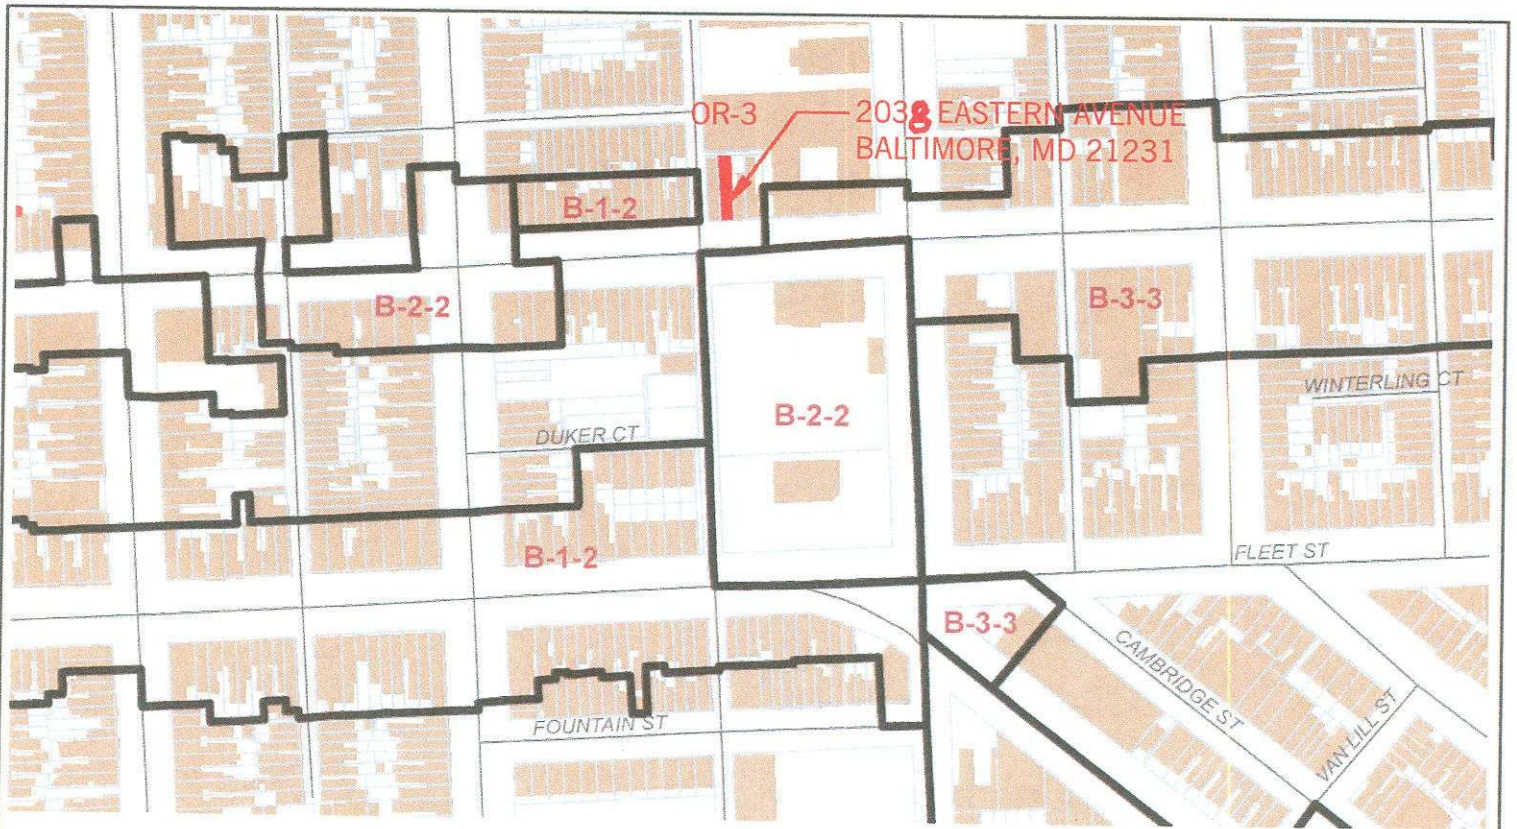 OR-3
2038 EASTERN AVENUE
BALTIMORE, MD 21231
B-1-2
B-2-2
B-3-3
WINTERLING CT
B-2-2
DUKER CT
B-1-2
FLEET ST
B-3-3
CAMBRIDGE ST
FOUNTAIN ST
VAN LILL ST